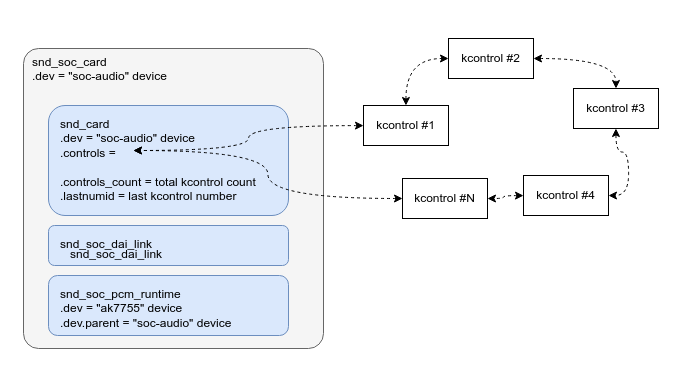 snd_soc_card
.dev = "soc-audio" device
snd_card
.dev = "soc-audio" device
.controls =
.controls_count = total kcontrol count
.lastnumid = last kcontrol number
snd_soc_dai_link
snd_soc_dai_link
snd_soc_pcm_runtime
.dev = "ak7755" device
.dev.parent = "soc-audio" device
kcontrol #1
kcontrol #2
kcontrol #3
kcontrol #4
kcontrol #N